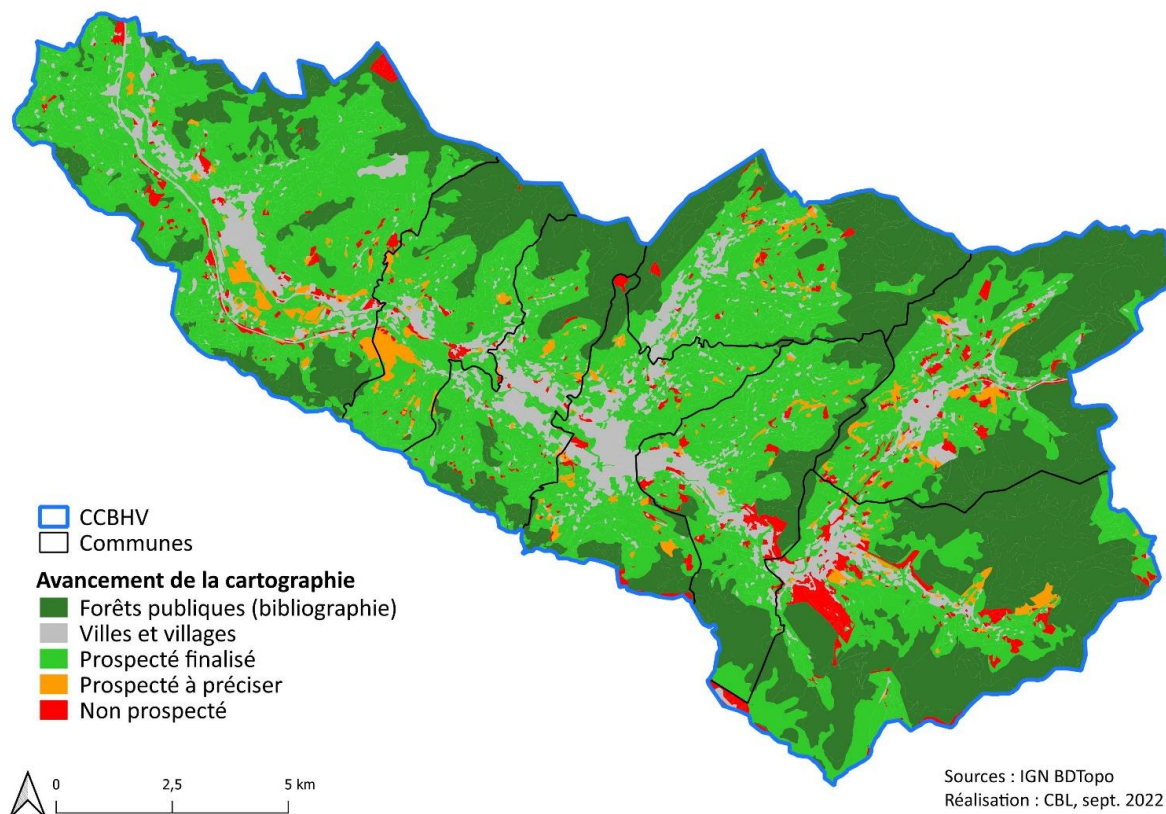 CCBHV
Communes
Avancement de la cartographie
Forêts publiques (bibliographie)
Villes et villages
Prospecté finalisé
Prospecté à préciser
Non prospecté
0 2,5 5 km
Sources : IGN BDTopo
Réalisation : CBL, sept. 2022